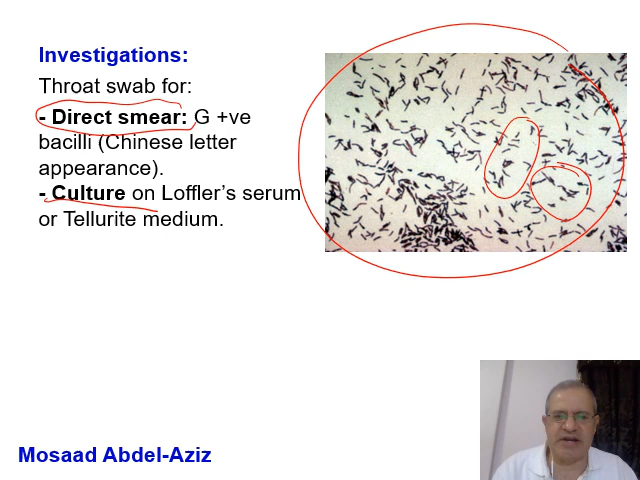 Investigations:
Throat swab for:
- Direct smear: G +ve
bacilli (Chinese letter
appearance).
- Culture on Loffler’s serum
or Tellurite medium.
Mosaad Abdel-Aziz